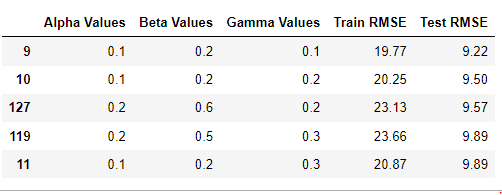 Alpha Values Beta Values Gamma Values Train RMSE Test RMSE
9 0.1 0.2 0.1 19.77 9.22
10 0.1 0.2 0.2 20.25 9.50
127 0.2 0.6 0.2 23.13 9.57
119 0.2 0.5 0.3 23.66 9.89
11 0.1 0.2 0.3 20.87 9.89